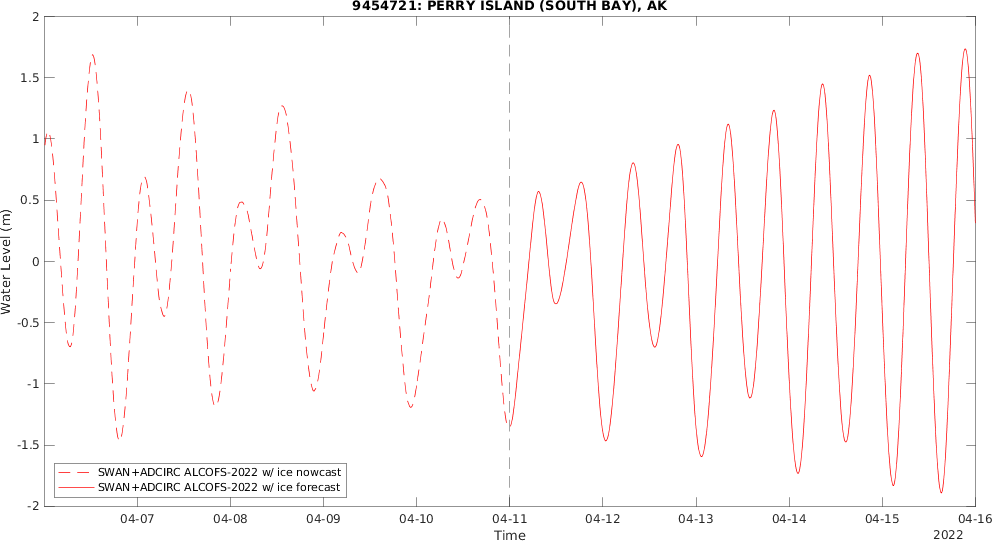 9454721: PERRY ISLAND (SOUTH BAY), AK
2
1.5
1
0.5
0
-0.5
-1
-1.5
-2
Water Level (m)
SWAN+ADCIRC ALCOFS-2022 w/ ice nowcast
SWAN+ADCIRC ALCOFS-2022 w/ ice forecast
04-07 04-08 04-09 04-10 04-11 04-12 04-13 04-14 04-15 04-16
Time
2022